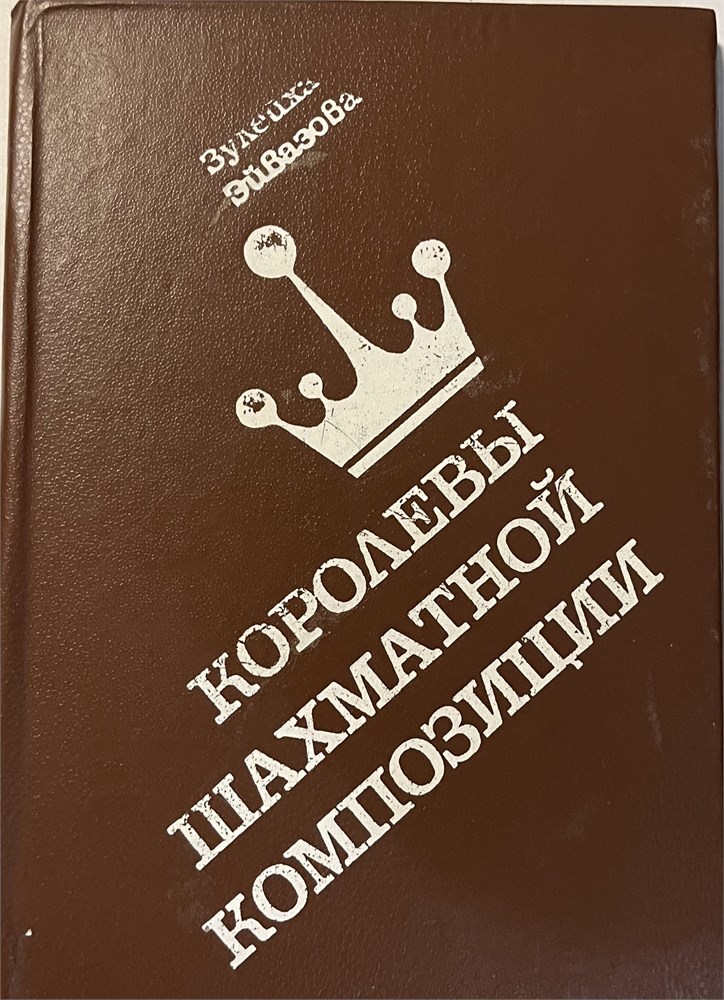 Зулейха
Эйвазова
КОРОЛЕВЫ
ШАХМАТНОЙ
КОМПОЗИЦИИ